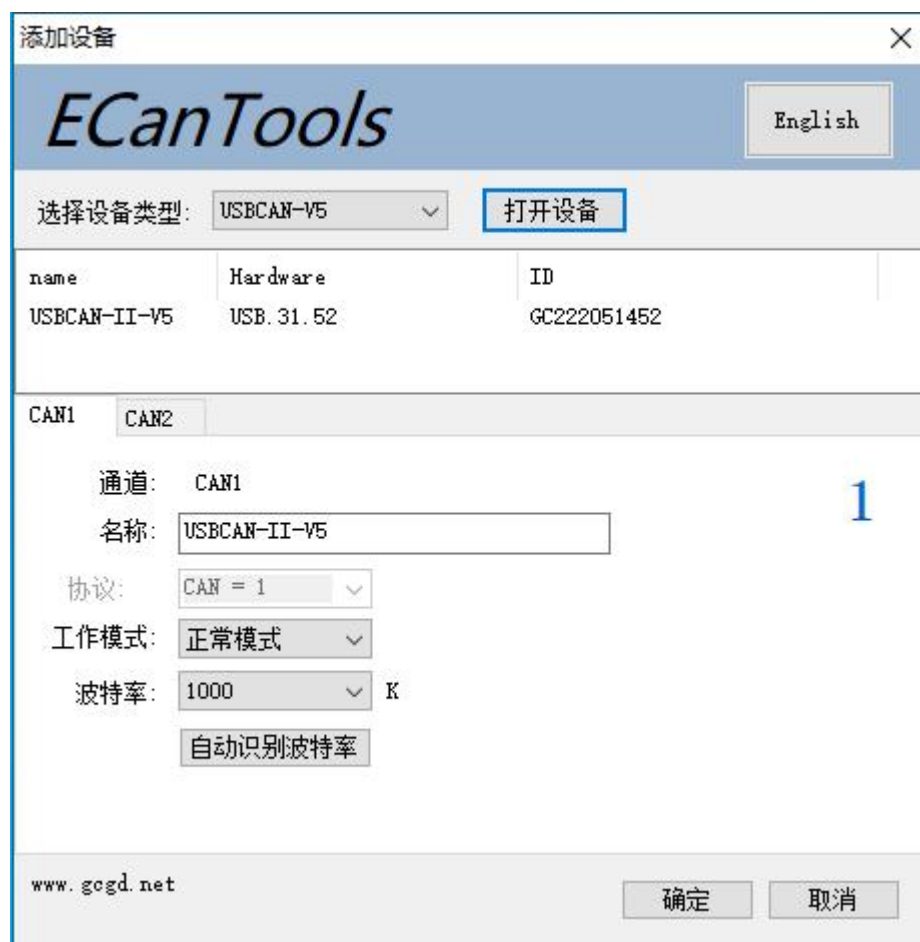 添加设备
ECanTools English
选择设备类型: USBCAN-V5 打开设备
name Hardware ID
USBCAN-II-V5 USB.31.52 GC222051452
CAN1 CAN2
通道: CAN1 1
名称: USBCAN-II-V5
协议: CAN = 1
工作模式: 正常模式
波特率: 1000 K
自动识别波特率
www.gcgd.net 确定 取消